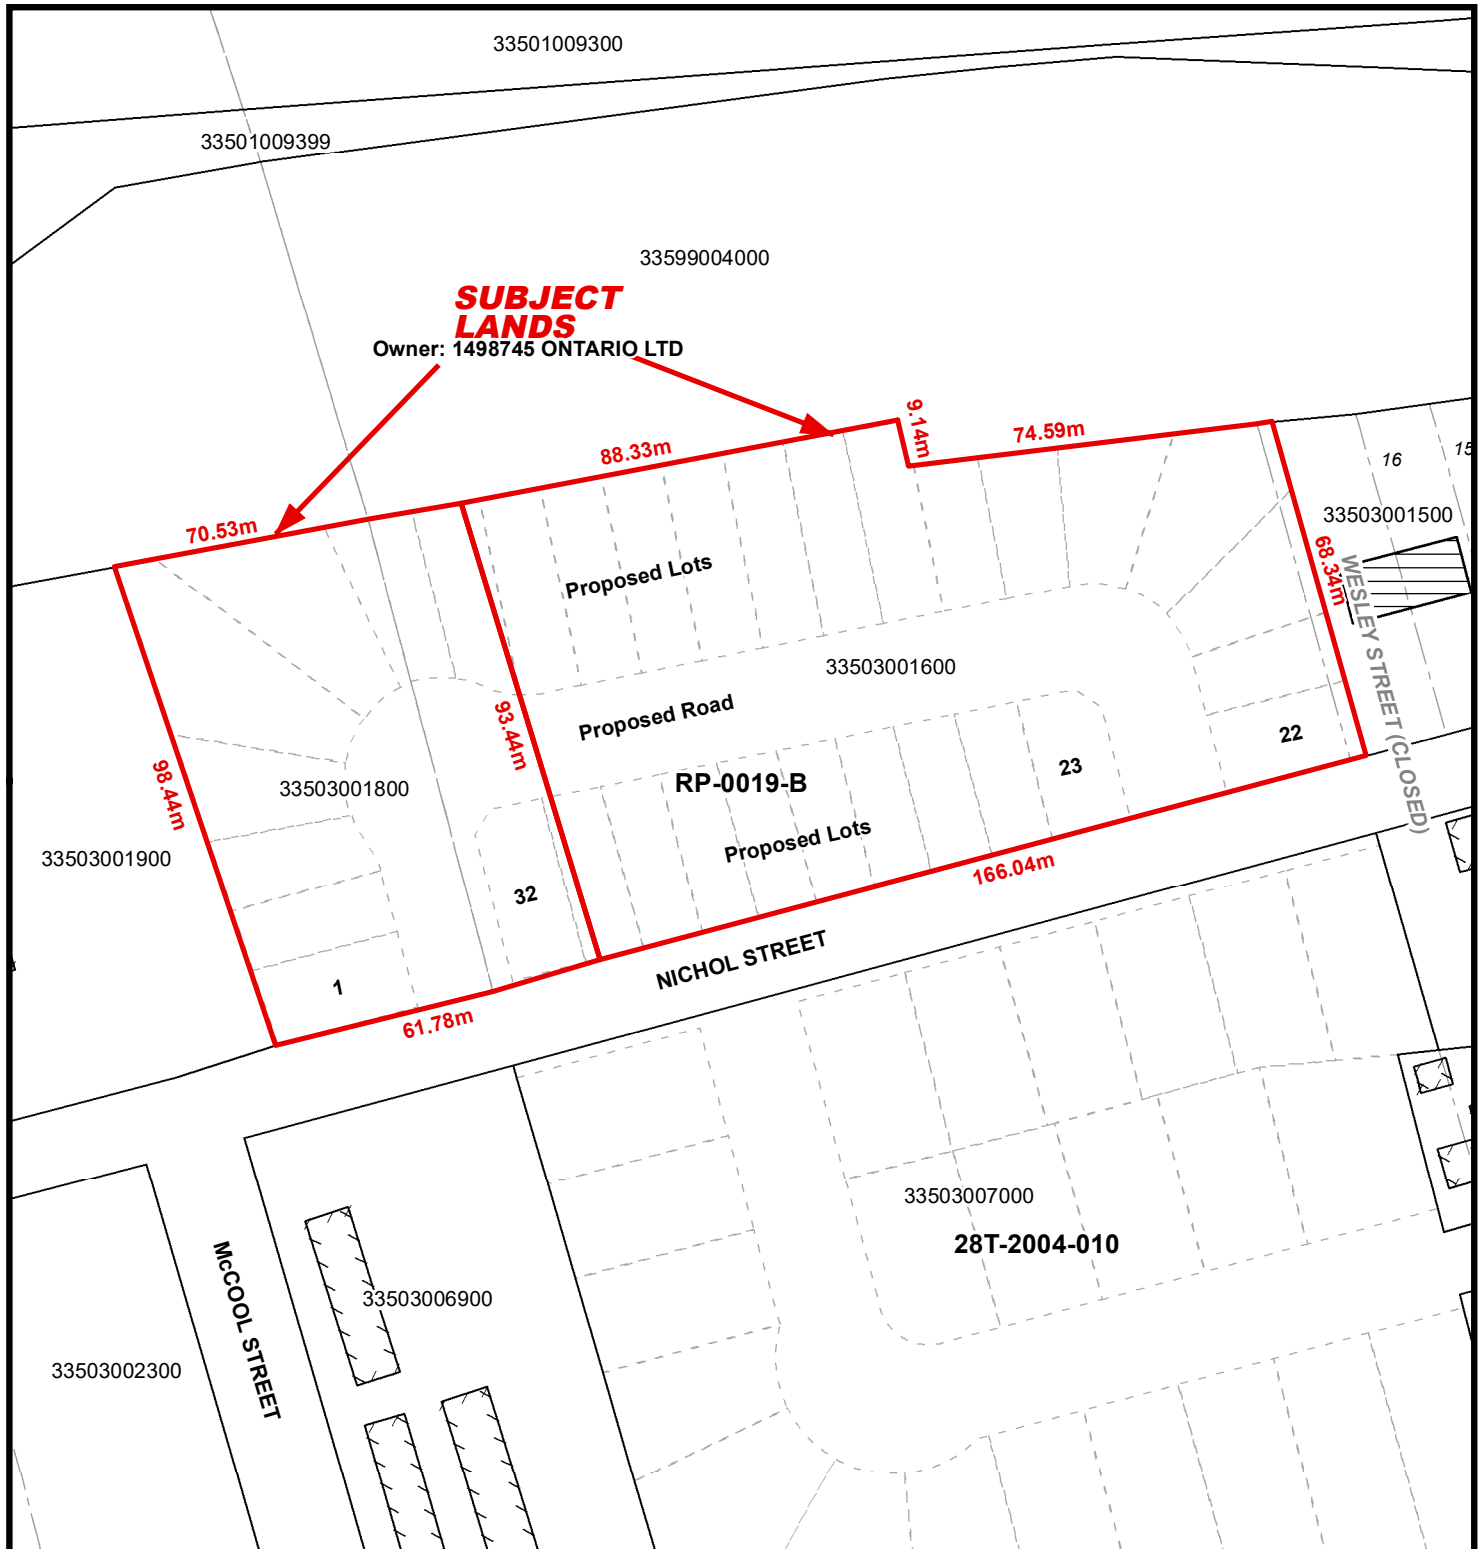 33501009300
33501009399
33599004000
SUBJECT
LANDS
Owner: 1498745 ONTARIO LTD
9.14m
74.59m
88.33m
70.53m
16
15
33503001500
68.34m
WESLEY STREET (CLOSED)
Proposed Lots
33503001600
Proposed Road
93.44m
98.44m
33503001800
RP-0019-B
22
23
Proposed Lots
33503001900
166.04m
32
NICHOL STREET
1
61.78m
33503007000
28T-2004-010
McCOOL STREET
33503006900
33503002300